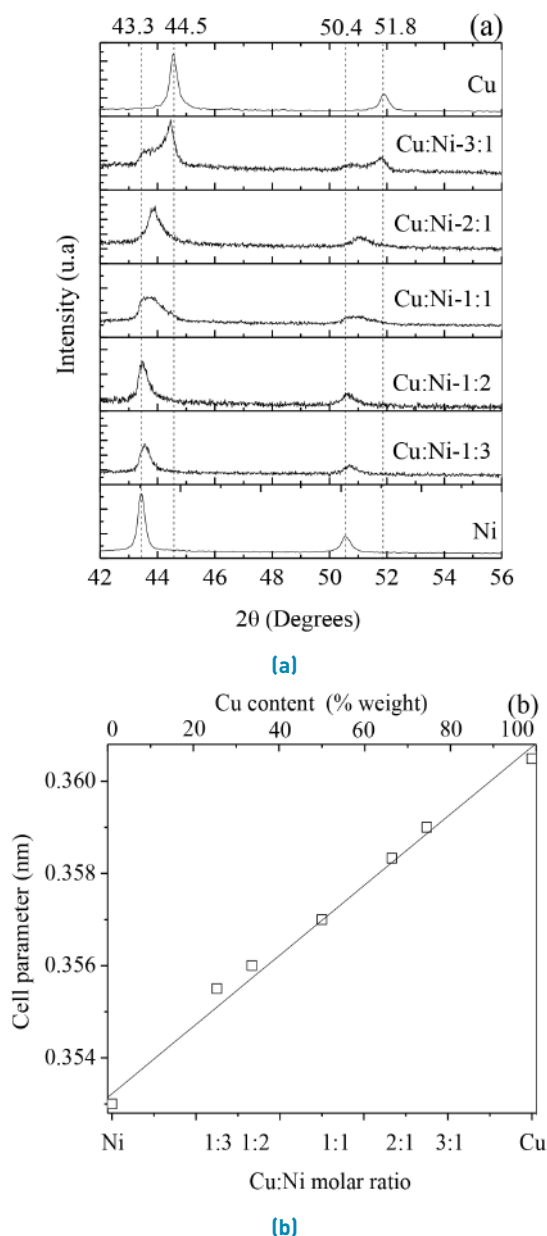 (a)
43.3 44.5 50.4 51.8
Cu
Cu:Ni-3:1
Cu:Ni-2:1
Cu:Ni-1:1
Cu:Ni-1:2
Cu:Ni-1:3
Ni
Intensity (u.a)
42 44 46 48 50 52 54 56
2θ (Degrees)
(a)
Cu content (% weight) (b)
0 20 40 60 80 100
0.360
0.358
0.356
0.354
Cell parameter (nm)
Ni 1:3 1:2 1:1 2:1 3:1 Cu
Cu:Ni molar ratio
(b)